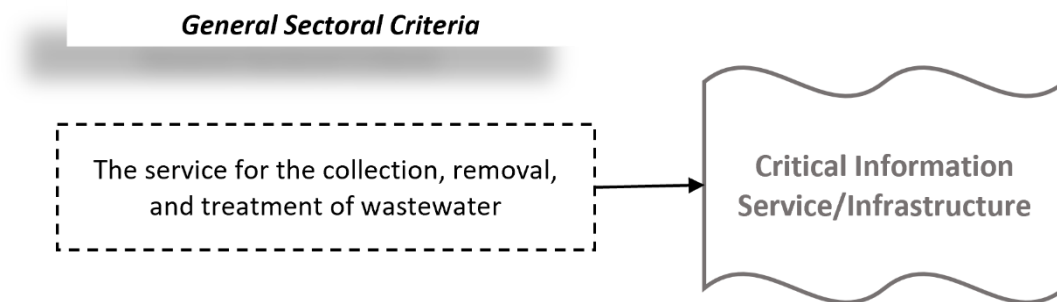 General Sectoral Criteria
The service for the collection, removal,
and treatment of wastewater
Critical Information
Service/Infrastructure